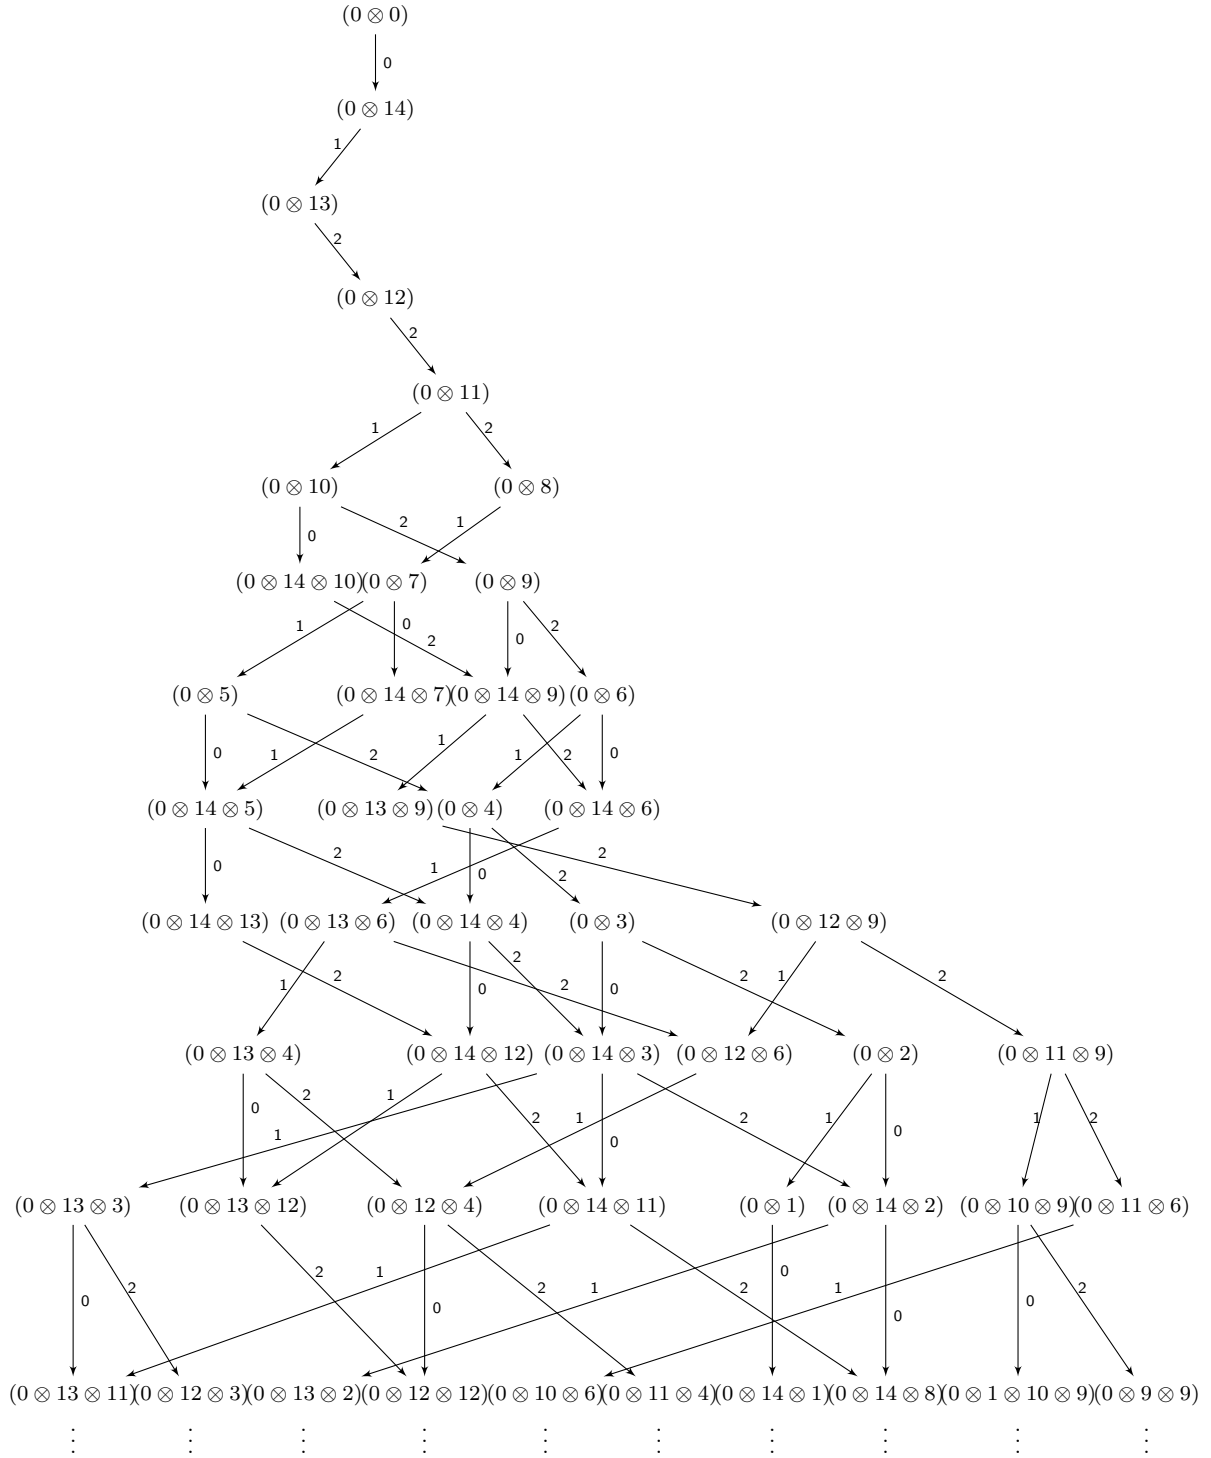 (0 ⊗ 0)
0
(0 ⊗ 14)
1
(0 ⊗ 13)
2
(0 ⊗ 12)
2
(0 ⊗ 11)
1 2
(0 ⊗ 10) (0 ⊗ 8)
0 2 1
(0 ⊗ 14 ⊗ 10) (0 ⊗ 7) (0 ⊗ 9)
1 0 2 0 2
(0 ⊗ 5) (0 ⊗ 14 ⊗ 7) (0 ⊗ 14 ⊗ 9) (0 ⊗ 6)
0 1 2 1 1 2 0
(0 ⊗ 14 ⊗ 5) (0 ⊗ 13 ⊗ 9) (0 ⊗ 4) (0 ⊗ 14 ⊗ 6)
0 2 1 0 2 2
(0 ⊗ 14 ⊗ 13) (0 ⊗ 13 ⊗ 6) (0 ⊗ 14 ⊗ 4) (0 ⊗ 3) (0 ⊗ 12 ⊗ 9)
1 2 0 2 2 0 2 1 2
(0 ⊗ 13 ⊗ 4) (0 ⊗ 14 ⊗ 12) (0 ⊗ 14 ⊗ 3) (0 ⊗ 12 ⊗ 6) (0 ⊗ 2) (0 ⊗ 11 ⊗ 9)
1 0 2 1 2 1 0 2 1 0 1 2
(0 ⊗ 13 ⊗ 3) (0 ⊗ 13 ⊗ 12) (0 ⊗ 12 ⊗ 4) (0 ⊗ 14 ⊗ 11) (0 ⊗ 1) (0 ⊗ 14 ⊗ 2) (0 ⊗ 10 ⊗ 9) (0 ⊗ 11 ⊗ 6)
0 2 2 1 0 2 1 2 0 1 0 0 2
(0 ⊗ 13 ⊗ 11) (0 ⊗ 12 ⊗ 3) (0 ⊗ 13 ⊗ 2) (0 ⊗ 12 ⊗ 12) (0 ⊗ 10 ⊗ 6) (0 ⊗ 11 ⊗ 4) (0 ⊗ 14 ⊗ 1) (0 ⊗ 14 ⊗ 8) (0 ⊗ 1 ⊗ 10 ⊗ 9) (0 ⊗ 9 ⊗ 9)
⋮ ⋮ ⋮ ⋮ ⋮ ⋮ ⋮ ⋮ ⋮ ⋮